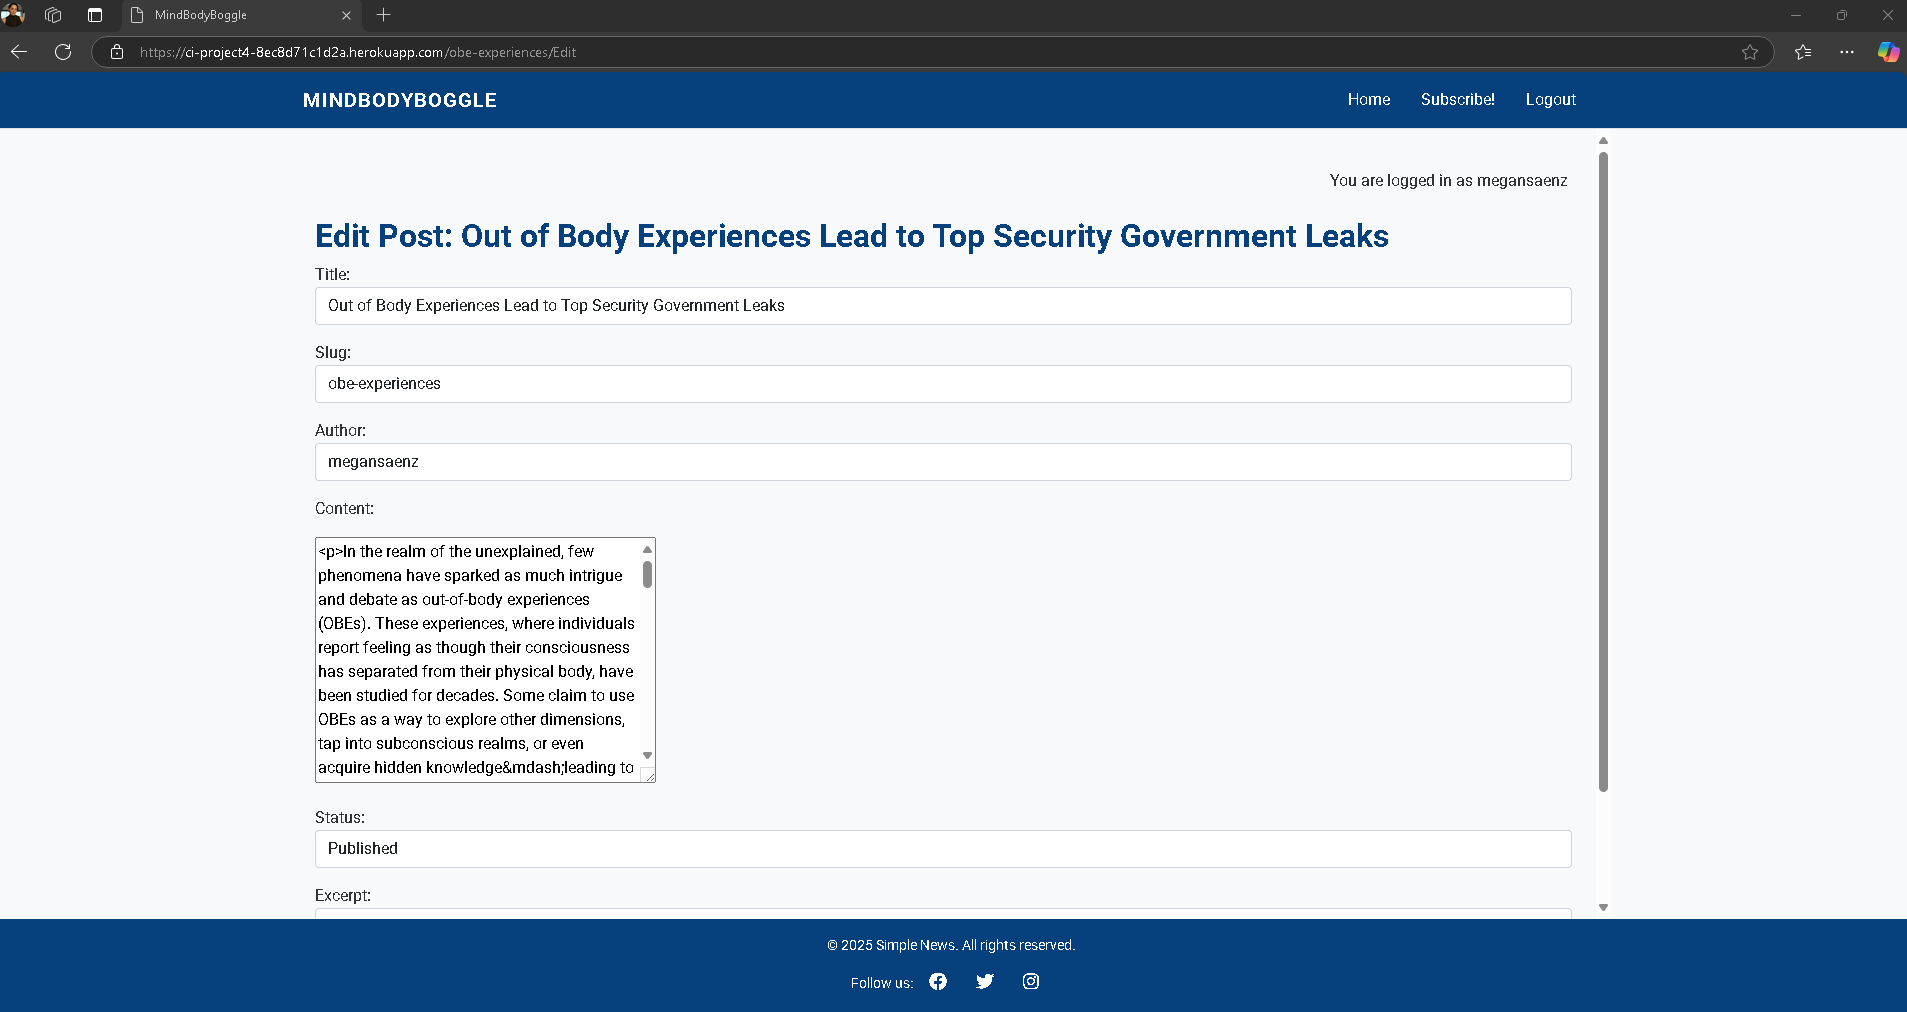 MindBodyBoggle
https://ci-project4-8ec8d71c1d2a.herokuapp.com/obe-experiences/Edit
MINDBODYBOGGLE
Home Subscribe! Logout
You are logged in as megansaenz
Edit Post: Out of Body Experiences Lead to Top Security Government Leaks
Title:
Out of Body Experiences Lead to Top Security Government Leaks
Slug:
obe-experiences
Author:
megansaenz
Content:
<p>In the realm of the unexplained, few
phenomena have sparked as much intrigue
and debate as out-of-body experiences
(OBEs). These experiences, where individuals
report feeling as though their consciousness
has separated from their physical body, have
been studied for decades. Some claim to use
OBEs as a way to explore other dimensions,
tap into subconscious realms, or even
acquire hidden knowledge&mdash;leading to
Status:
Published
Excerpt:
© 2025 Simple News. All rights reserved.
Follow us: